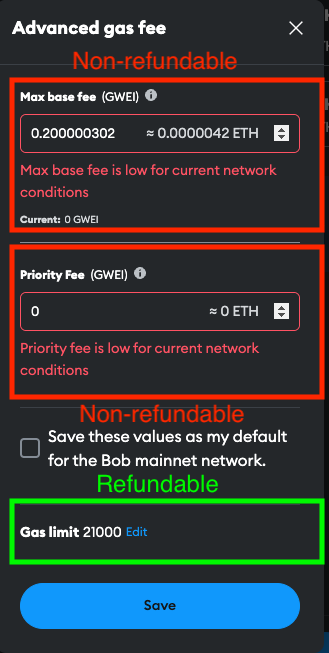 Advanced gas fee
Non-refundable
Max base fee (GWEI)
0.200000302 ≈ 0.0000042 ETH
Max base fee is low for current network
conditions
Current: 0 GWEI
Priority Fee (GWEI)
0 ≈ 0 ETH
Priority fee is low for current network
conditions
Non-refundable
Save these values as my default
for the Bob mainnet network.
Refundable
Gas limit 21000 Edit
Save